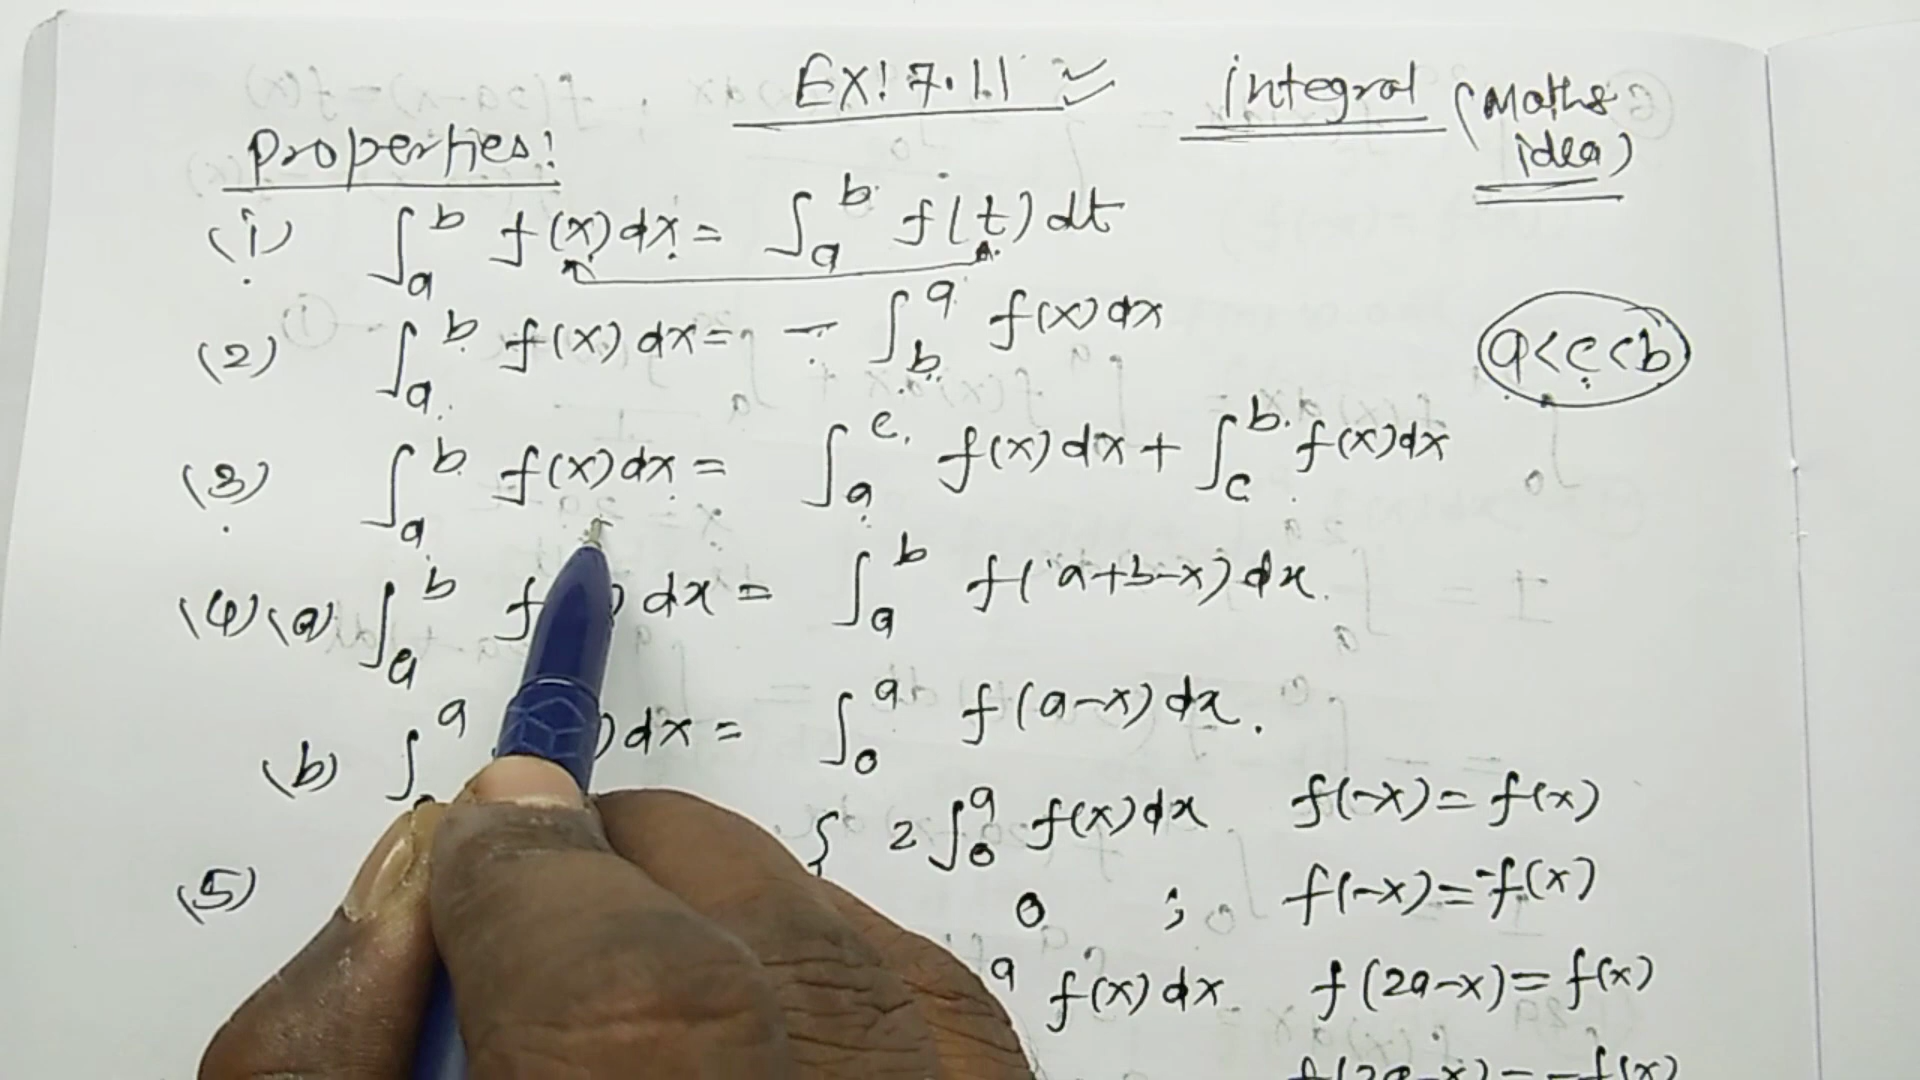 EX! 7.11 integral (Maths
idea)
Properties!
(1) ∫_a^b f(x) dx = ∫_a^b f(t) dt
(2) ∫_a^b f(x) dx = - ∫_b^a f(x) dx
a<c<b
(3) ∫_a^b f(x) dx = ∫_a^c f(x) dx + ∫_c^b f(x) dx
(4) (a) ∫_a^b f ) dx = ∫_a^b f(a+b-x) dx.
(b) ∫^a ) dx = ∫_0^a f(a-x) dx.
{ 2 ∫_0^a f(x) dx f(-x) = f(x)
(5) 0 ; f(-x) = -f(x)
^a f(x) dx f(2a-x) = f(x)
f(2a-x) = -f(x)